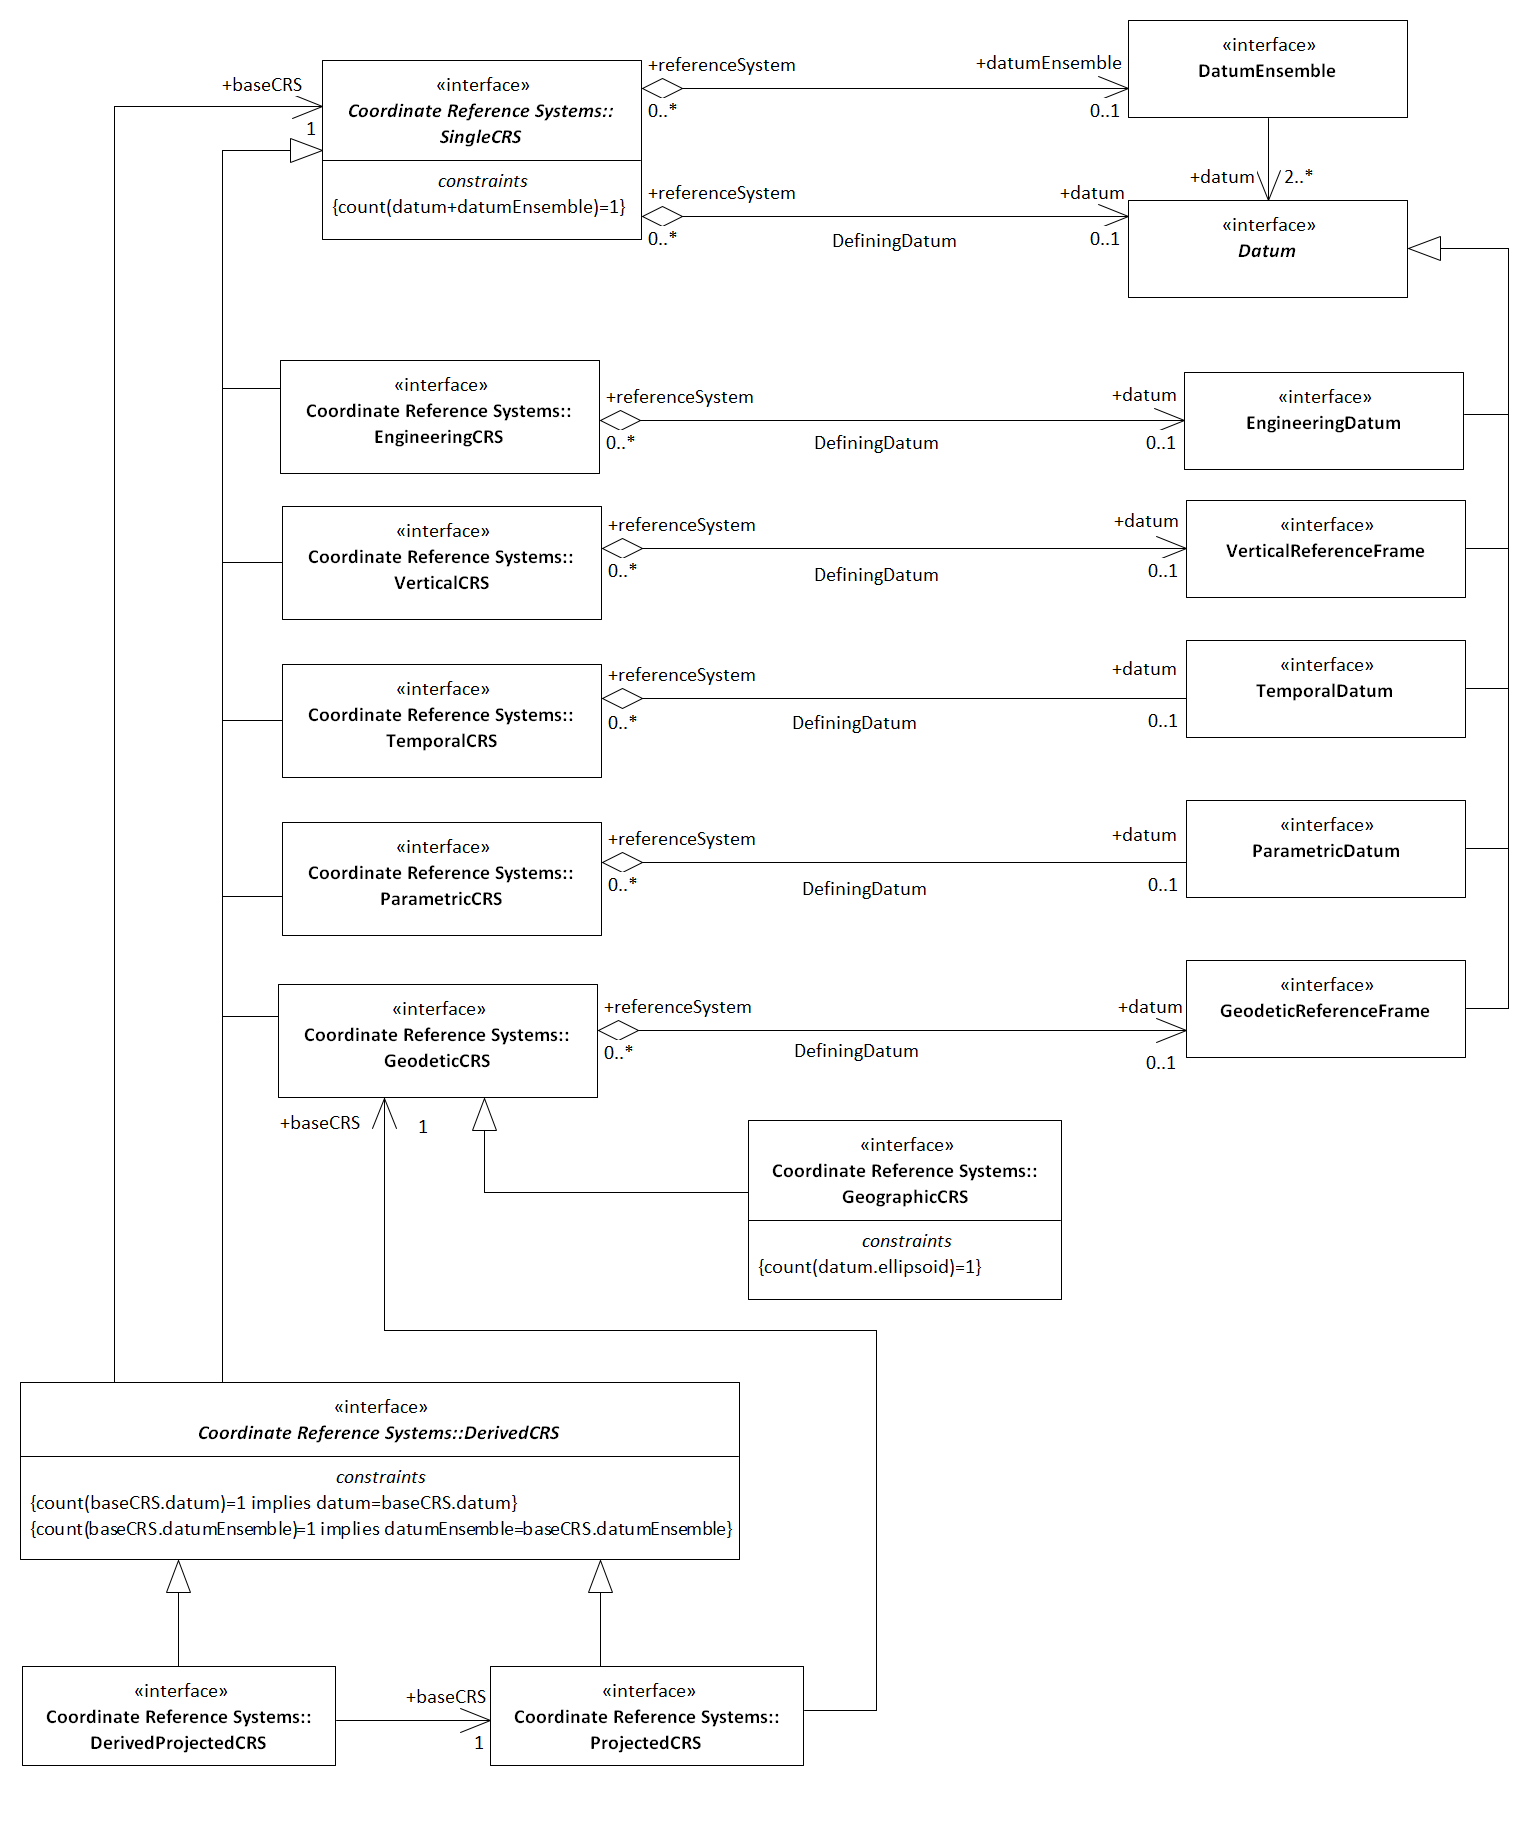 «interface»
DatumEnsemble
+baseCRS
1
«interface»
Coordinate Reference Systems::
SingleCRS
constraints
{count(datum+datumEnsemble)=1}
+referenceSystem
0..*
+datumEnsemble
0..1
+referenceSystem
0..*
DefiningDatum
+datum
0..1
+datum
2..*
«interface»
Datum
«interface»
Coordinate Reference Systems::
EngineeringCRS
+referenceSystem
0..*
DefiningDatum
+datum
0..1
«interface»
EngineeringDatum
«interface»
Coordinate Reference Systems::
VerticalCRS
+referenceSystem
0..*
DefiningDatum
+datum
0..1
«interface»
VerticalReferenceFrame
«interface»
Coordinate Reference Systems::
TemporalCRS
+referenceSystem
0..*
DefiningDatum
+datum
0..1
«interface»
TemporalDatum
«interface»
Coordinate Reference Systems::
ParametricCRS
+referenceSystem
0..*
DefiningDatum
+datum
0..1
«interface»
ParametricDatum
«interface»
Coordinate Reference Systems::
GeodeticCRS
+referenceSystem
0..*
DefiningDatum
+datum
0..1
«interface»
GeodeticReferenceFrame
+baseCRS
1
«interface»
Coordinate Reference Systems::
GeographicCRS
constraints
{count(datum.ellipsoid)=1}
«interface»
Coordinate Reference Systems::DerivedCRS
constraints
{count(baseCRS.datum)=1 implies datum=baseCRS.datum}
{count(baseCRS.datumEnsemble)=1 implies datumEnsemble=baseCRS.datumEnsemble}
«interface»
Coordinate Reference Systems::
DerivedProjectedCRS
+baseCRS
1
«interface»
Coordinate Reference Systems::
ProjectedCRS